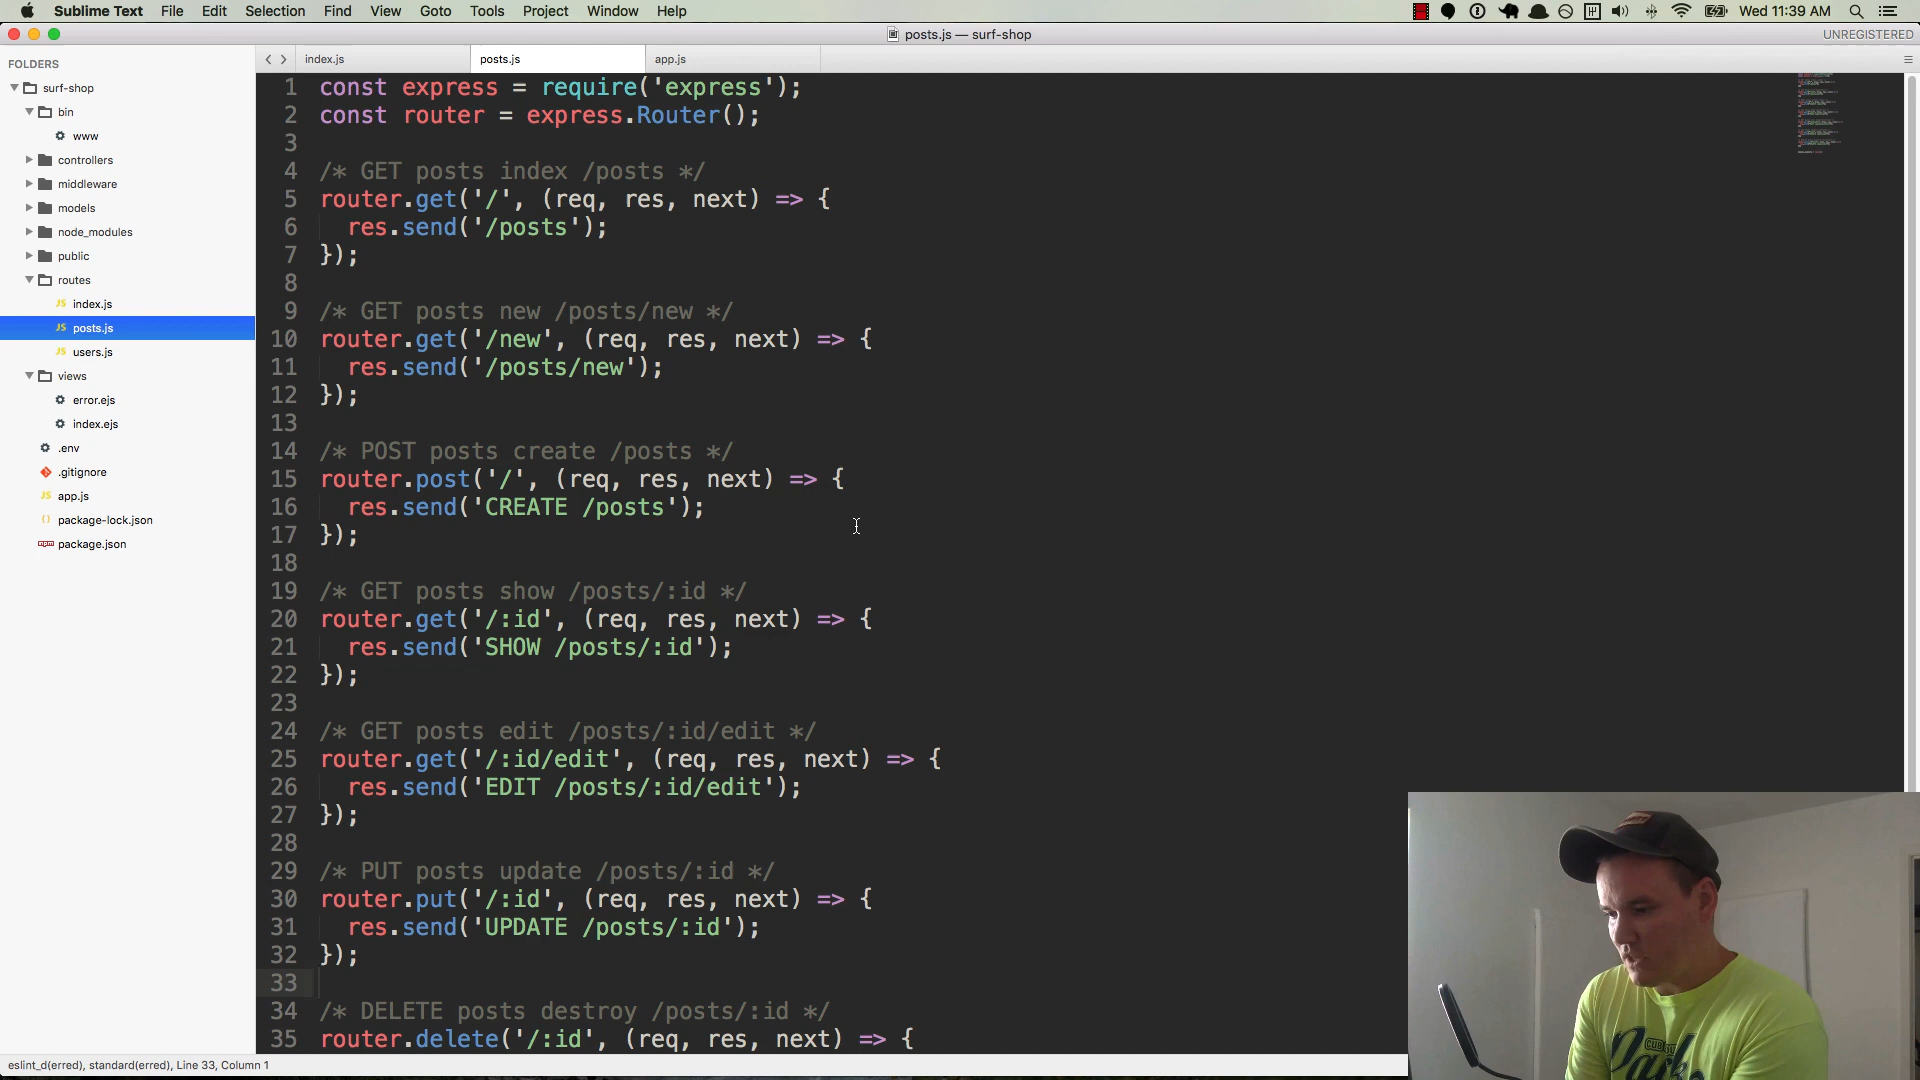 Sublime Text File Edit Selection Find View Goto Tools Project Window Help Wed 11:39 AM
posts.js — surf-shop UNREGISTERED
FOLDERS
surf-shop
bin
www
controllers
middleware
models
node_modules
public
routes
index.js
posts.js
users.js
views
error.ejs
index.ejs
.env
.gitignore
app.js
package-lock.json
package.json
index.js posts.js app.js
1 const express = require('express');
2 const router = express.Router();
3
4 /* GET posts index /posts */
5 router.get('/', (req, res, next) => {
6 res.send('/posts');
7 });
8
9 /* GET posts new /posts/new */
10 router.get('/new', (req, res, next) => {
11 res.send('/posts/new');
12 });
13
14 /* POST posts create /posts */
15 router.post('/', (req, res, next) => {
16 res.send('CREATE /posts');
17 });
18
19 /* GET posts show /posts/:id */
20 router.get('/:id', (req, res, next) => {
21 res.send('SHOW /posts/:id');
22 });
23
24 /* GET posts edit /posts/:id/edit */
25 router.get('/:id/edit', (req, res, next) => {
26 res.send('EDIT /posts/:id/edit');
27 });
28
29 /* PUT posts update /posts/:id */
30 router.put('/:id', (req, res, next) => {
31 res.send('UPDATE /posts/:id');
32 });
33
34 /* DELETE posts destroy /posts/:id */
35 router.delete('/:id', (req, res, next) => {
eslint_d(erred), standard(erred), Line 33, Column 1